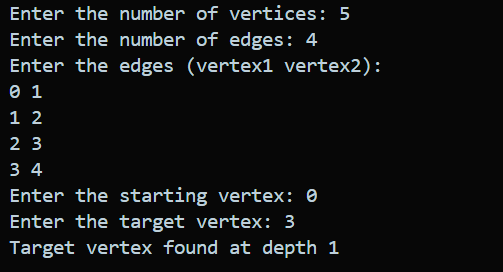 Enter the number of vertices: 5
Enter the number of edges: 4
Enter the edges (vertex1 vertex2):
0 1
1 2
2 3
3 4
Enter the starting vertex: 0
Enter the target vertex: 3
Target vertex found at depth 1